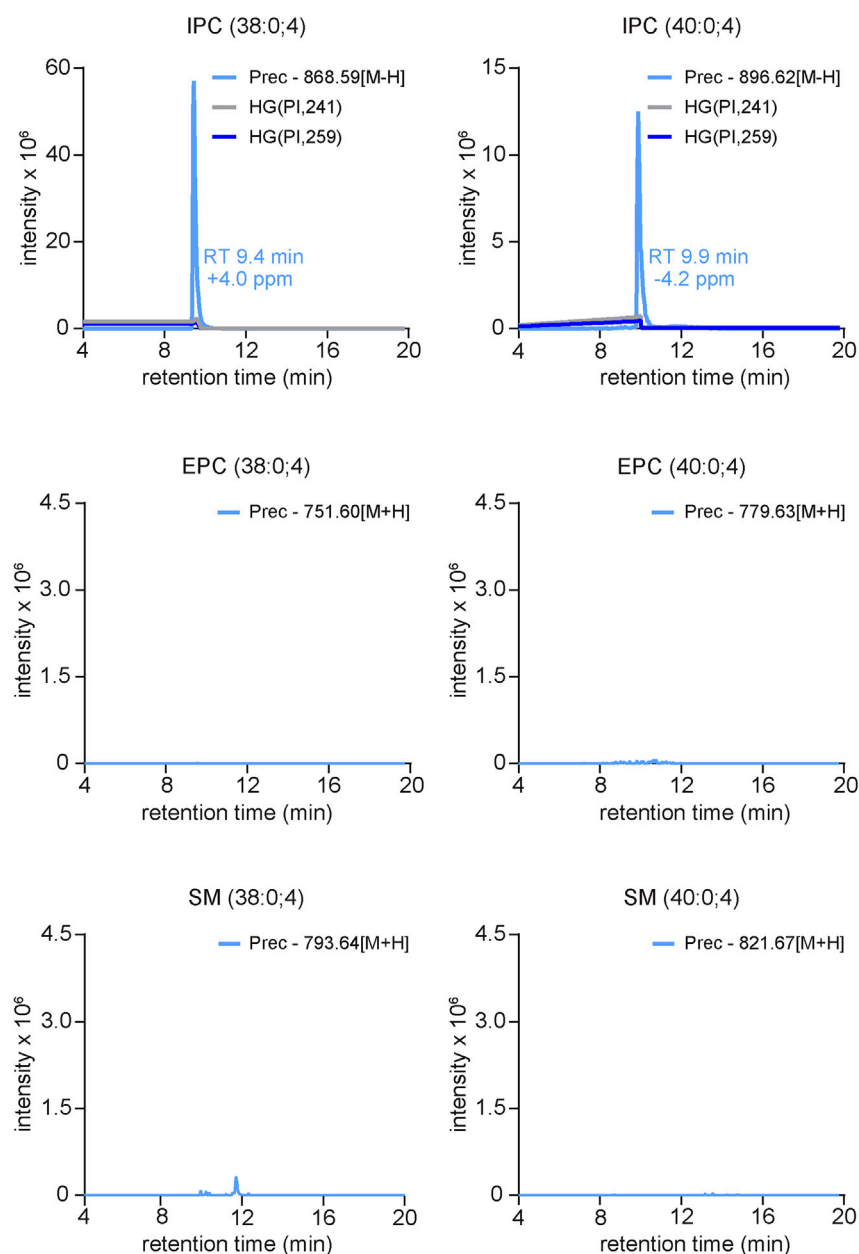 IPC (38:0;4)
60
40
20
0
intensity x 10⁶
Prec - 868.59[M-H]
HG(PI,241)
HG(PI,259)
RT 9.4 min
+4.0 ppm
4 8 12 16 20
retention time (min)
IPC (40:0;4)
15
10
5
0
intensity x 10⁶
Prec - 896.62[M-H]
HG(PI,241)
HG(PI,259)
RT 9.9 min
-4.2 ppm
4 8 12 16 20
retention time (min)
EPC (38:0;4)
4.5
3.0
1.5
0
intensity x 10⁶
Prec - 751.60[M+H]
4 8 12 16 20
retention time (min)
EPC (40:0;4)
4.5
3.0
1.5
0
intensity x 10⁶
Prec - 779.63[M+H]
4 8 12 16 20
retention time (min)
SM (38:0;4)
4.5
3.0
1.5
0
intensity x 10⁶
Prec - 793.64[M+H]
4 8 12 16 20
retention time (min)
SM (40:0;4)
4.5
3.0
1.5
0
intensity x 10⁶
Prec - 821.67[M+H]
4 8 12 16 20
retention time (min)